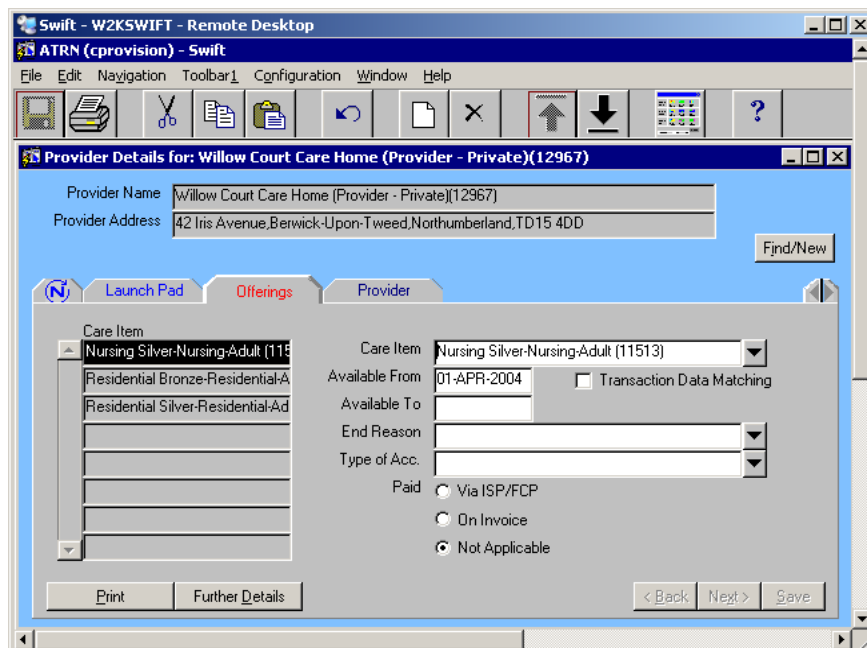 Swift - W2KSWIFT - Remote Desktop
ATRN (cprovision) - Swift
File Edit Navigation Toolbar1 Configuration Window Help
Provider Details for: Willow Court Care Home (Provider - Private)(12967)
Provider Name Willow Court Care Home (Provider - Private)(12967)
Provider Address 42 Iris Avenue,Berwick-Upon-Tweed,Northumberland,TD15 4DD
Find/New
N Launch Pad Offerings Provider
Care Item
Nursing Silver-Nursing-Adult (115
Residential Bronze-Residential-A
Residential Silver-Residential-Ad
Care Item Nursing Silver-Nursing-Adult (11513)
Available From 01-APR-2004 Transaction Data Matching
Available To
End Reason
Type of Acc.
Paid Via ISP/FCP
On Invoice
Not Applicable
Print Further Details < Back Next > Save